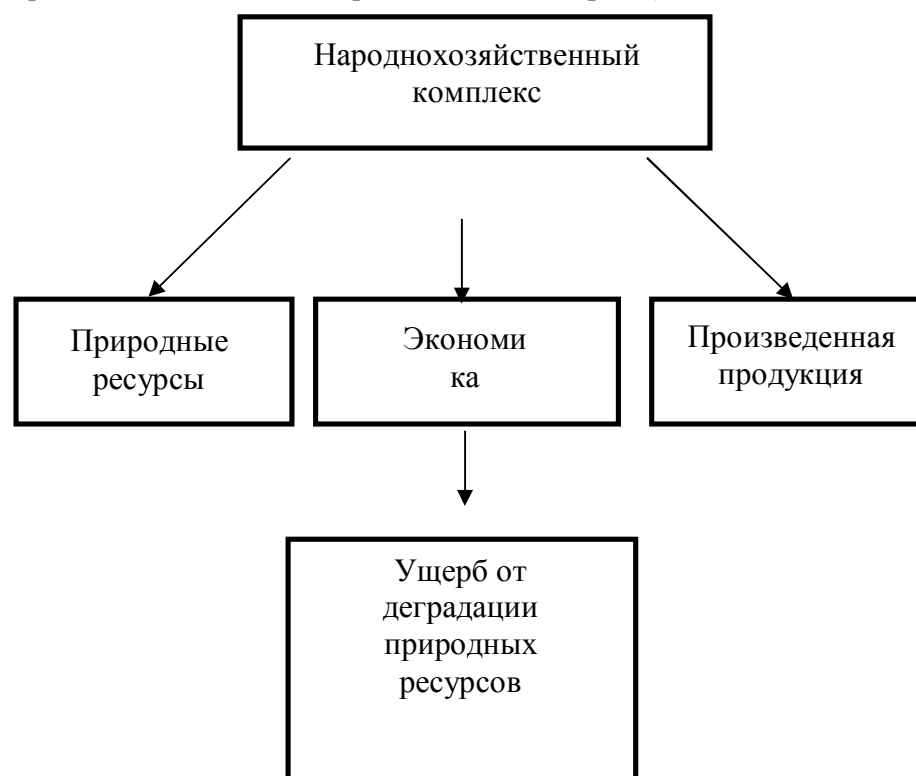 Народнохозяйственный
комплекс
Природные
ресурсы
Экономи
ка
Произведенная
продукция
Ущерб от
деградации
природных
ресурсов